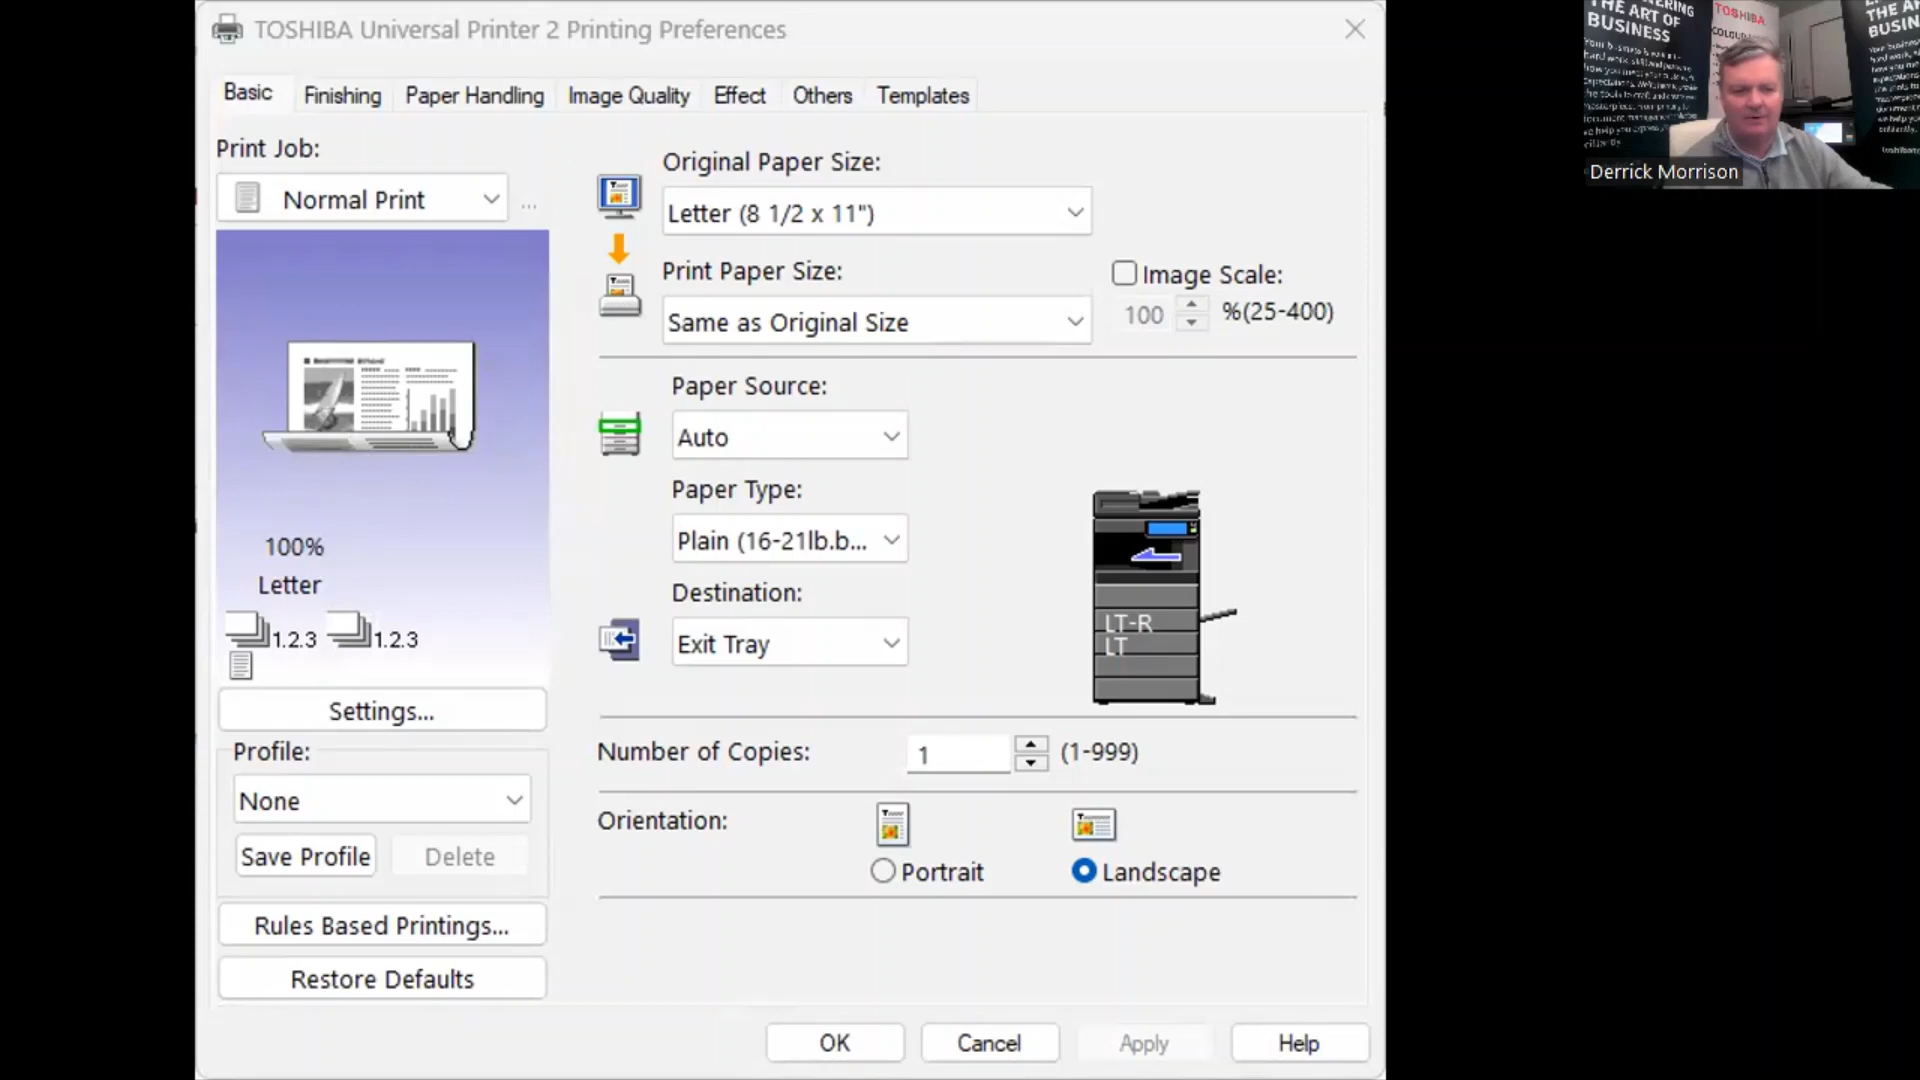 TOSHIBA Universal Printer 2 Printing Preferences
Basic
Finishing
Paper Handling
Image Quality
Effect
Others
Templates
Print Job:
Normal Print
...
100%
Letter
1.2.3
1.2.3
Settings...
Profile:
None
Save Profile
Delete
Rules Based Printings...
Restore Defaults
Original Paper Size:
Letter (8 1/2 x 11")
Print Paper Size:
Same as Original Size
Image Scale:
100
%(25-400)
Paper Source:
Auto
Paper Type:
Plain (16-21lb.b...
Destination:
Exit Tray
LT-R
LT
Number of Copies:
1
(1-999)
Orientation:
Portrait
Landscape
OK
Cancel
Apply
Help
THE ART OF
BUSINESS
TOSHIBA
Derrick Morrison